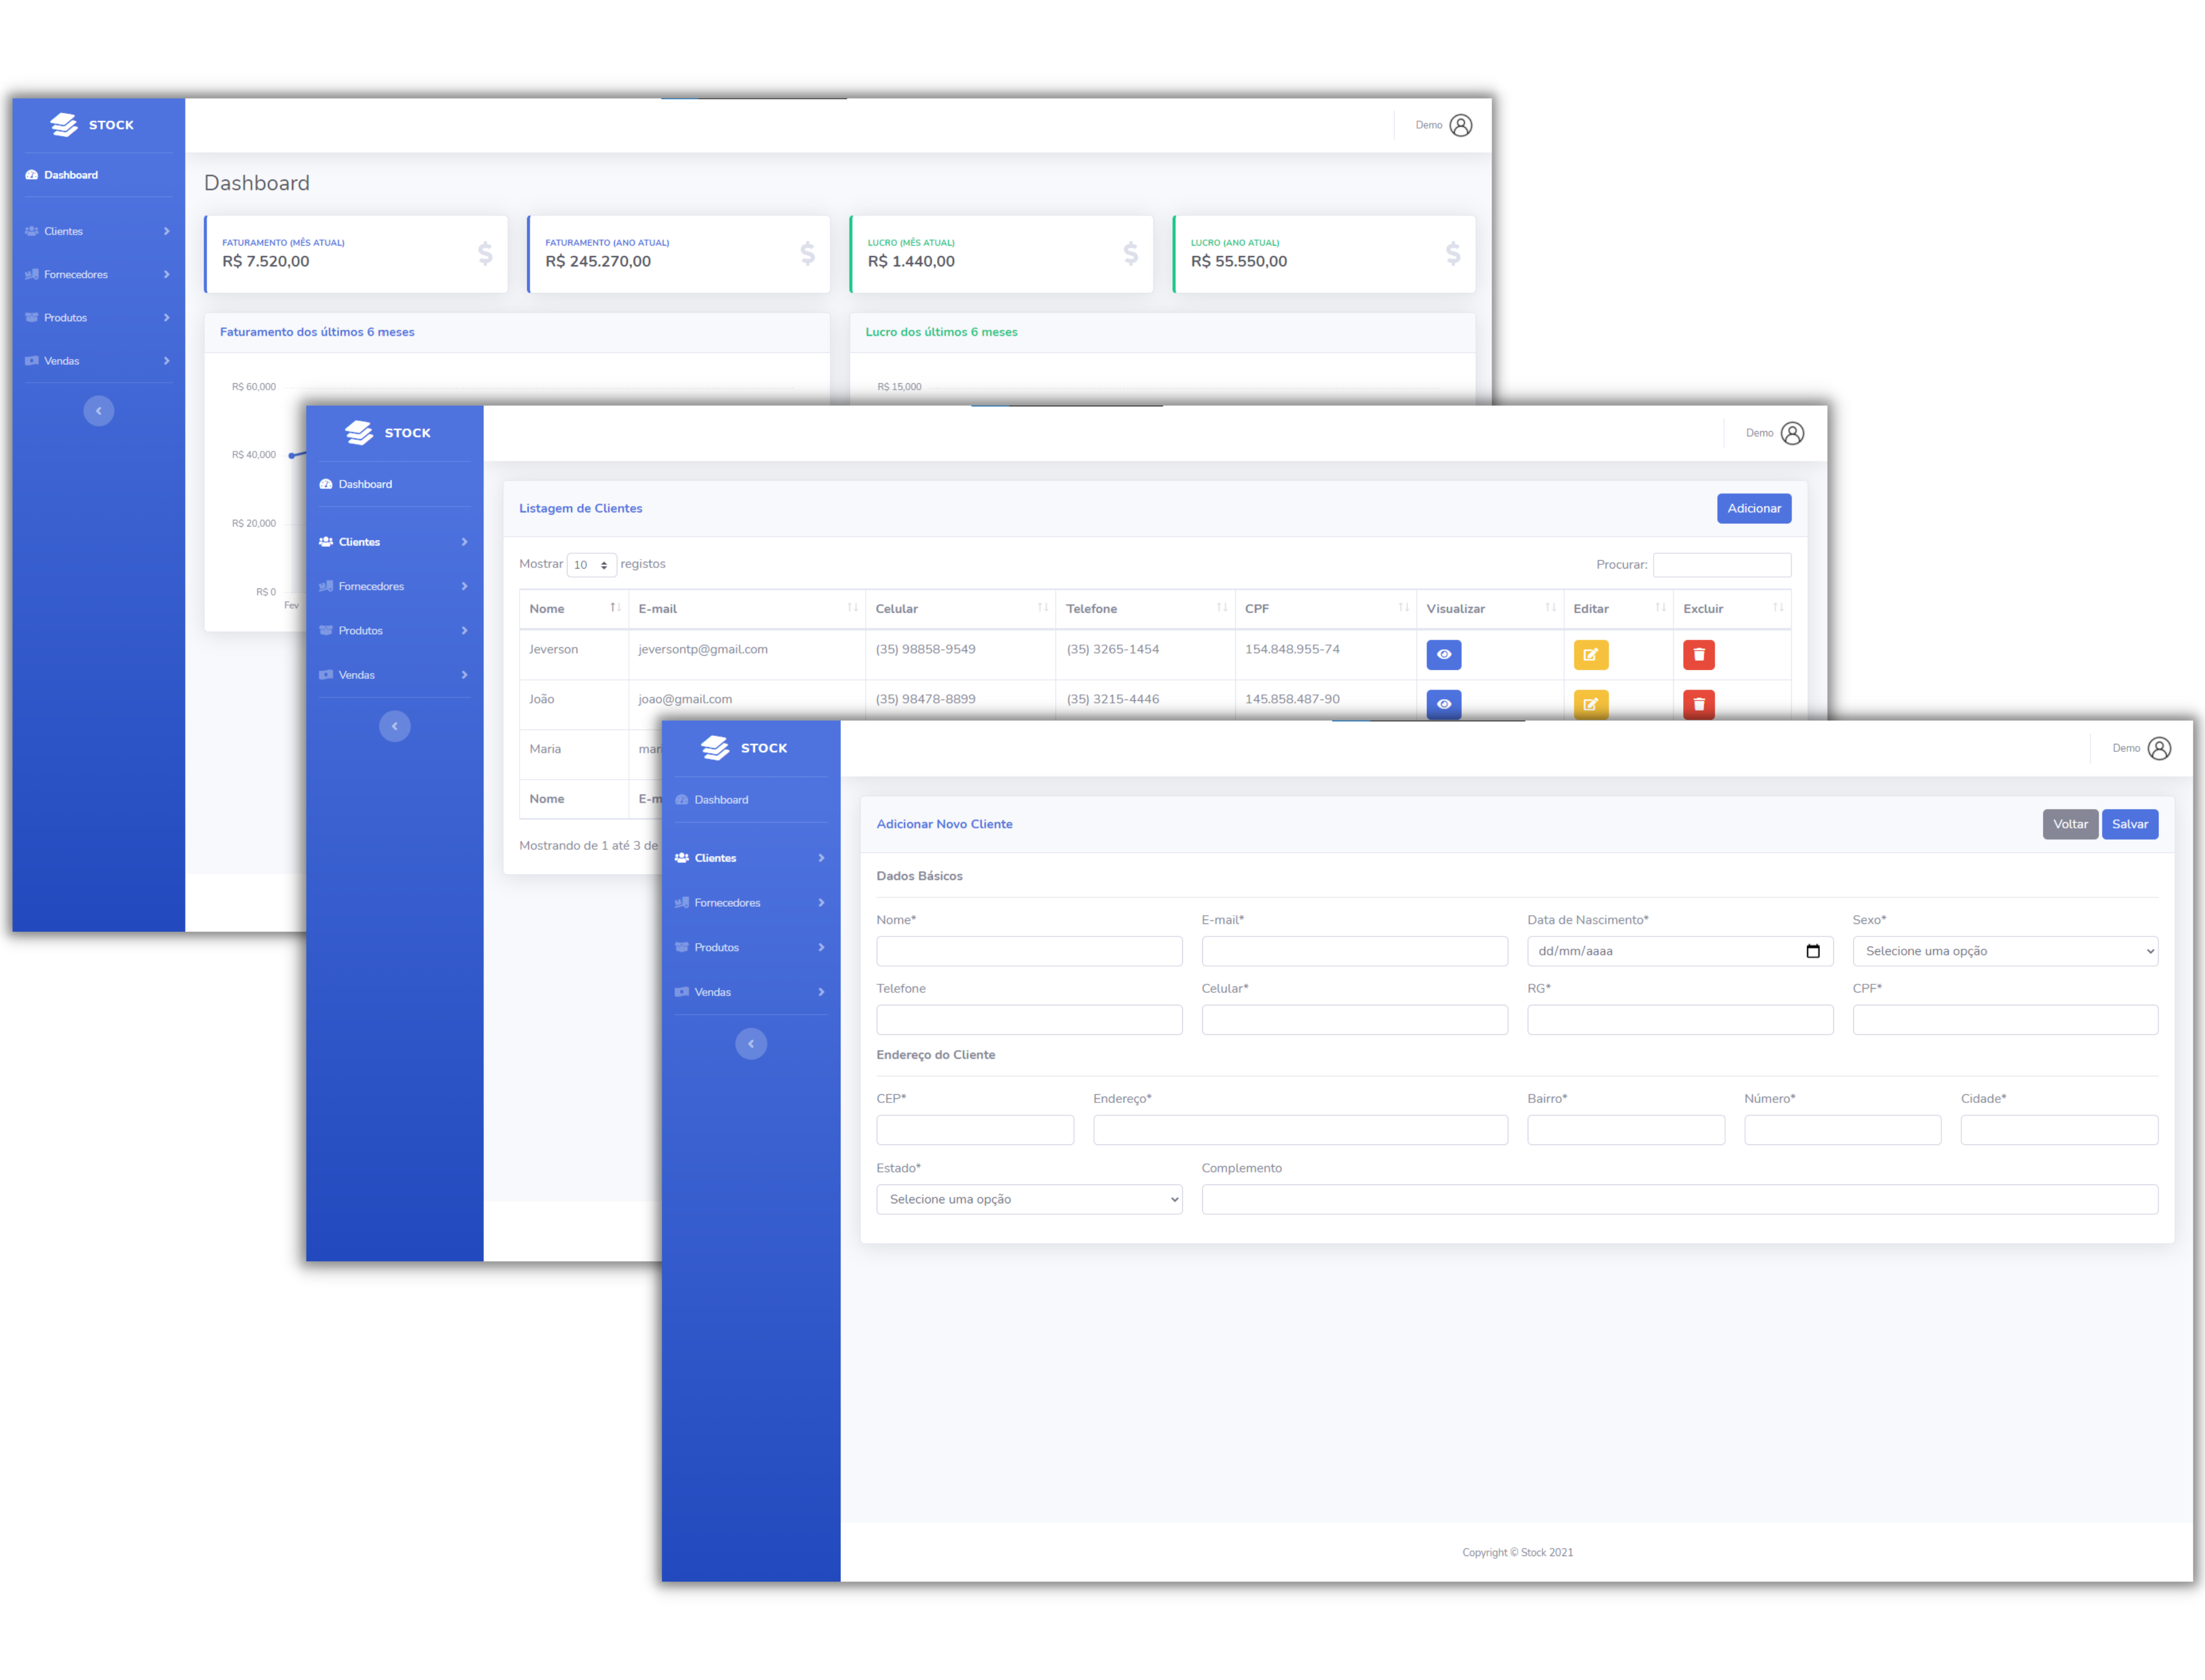 STOCK
Demo
Dashboard
Clientes
Fornecedores
Produtos
Vendas
Dashboard
FATURAMENTO (MÊS ATUAL)
R$ 7.520,00
FATURAMENTO (ANO ATUAL)
R$ 245.270,00
LUCRO (MÊS ATUAL)
R$ 1.440,00
LUCRO (ANO ATUAL)
R$ 55.550,00
Faturamento dos últimos 6 meses
R$ 60,000
R$ 40,000
R$ 20,000
R$ 0
Fev
Lucro dos últimos 6 meses
R$ 15,000
STOCK
Demo
Dashboard
Clientes
Fornecedores
Produtos
Vendas
Listagem de Clientes
Adicionar
Mostrar 10 registos
Procurar:
Nome E-mail Celular Telefone CPF Visualizar Editar Excluir
Jeverson jeversontp@gmail.com (35) 98858-9549 (35) 3265-1454 154.848.955-74
João joao@gmail.com (35) 98478-8899 (35) 3215-4446 145.858.487-90
Maria
Nome
Mostrando de 1 até 3 de
STOCK
Demo
Dashboard
Clientes
Fornecedores
Produtos
Vendas
Adicionar Novo Cliente
Voltar Salvar
Dados Básicos
Nome* E-mail* Data de Nascimento* Sexo*
dd/mm/aaaa Selecione uma opção
Telefone Celular* RG* CPF*
Endereço do Cliente
CEP* Endereço* Bairro* Número* Cidade*
Estado* Complemento
Selecione uma opção
Copyright © Stock 2021